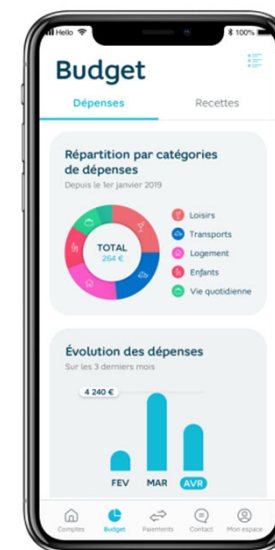 Hello 100%
Budget
Dépenses Recettes
Répartition par catégories
de dépenses
Depuis le 1er janvier 2019
TOTAL
264 €
Loisirs
Transports
Logement
Enfants
Vie quotidienne
Évolution des dépenses
Sur les 3 derniers mois
4 240 €
FEV MAR AVR
Comptes Budget Paiements Contact Mon espace